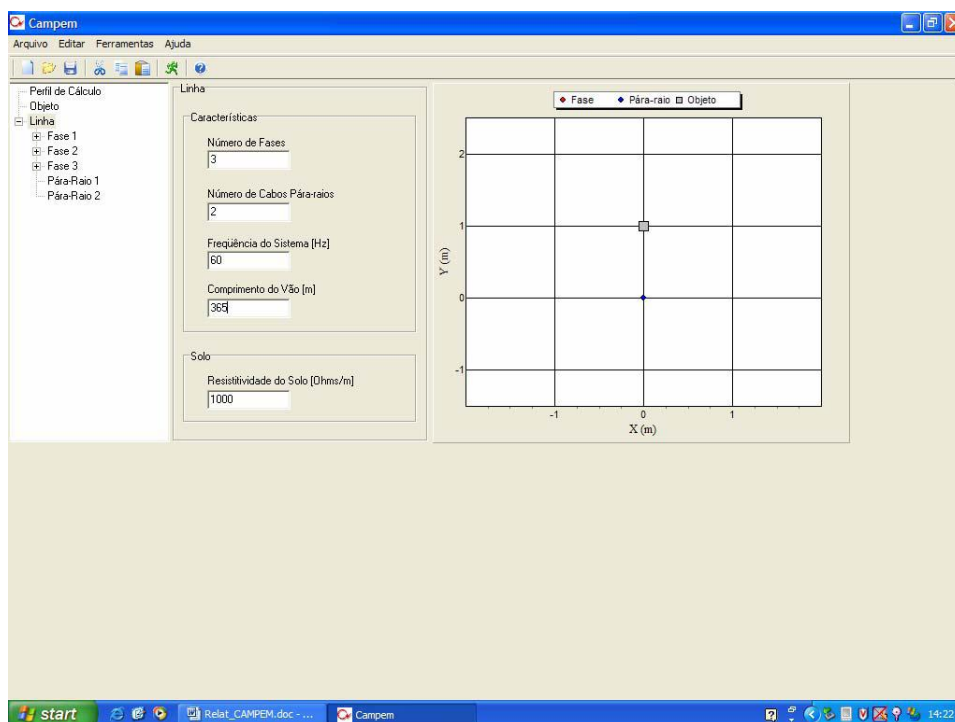 Campem
Arquivo Editar Ferramentas Ajuda
Perfil de Cálculo
Objeto
Linha
Fase 1
Fase 2
Fase 3
Pára-Raio 1
Pára-Raio 2
Linha
Características
Número de Fases
3
Número de Cabos Pára-raios
2
Freqüência do Sistema [Hz]
60
Comprimento do Vão [m]
365
Solo
Resistitividade do Solo [Ohms/m]
1000
Fase Pára-raio Objeto
2
1
0
-1
Y (m)
-1 0 1
X (m)
start
Relat_CAMPEM.doc - ...
Campem
14:22